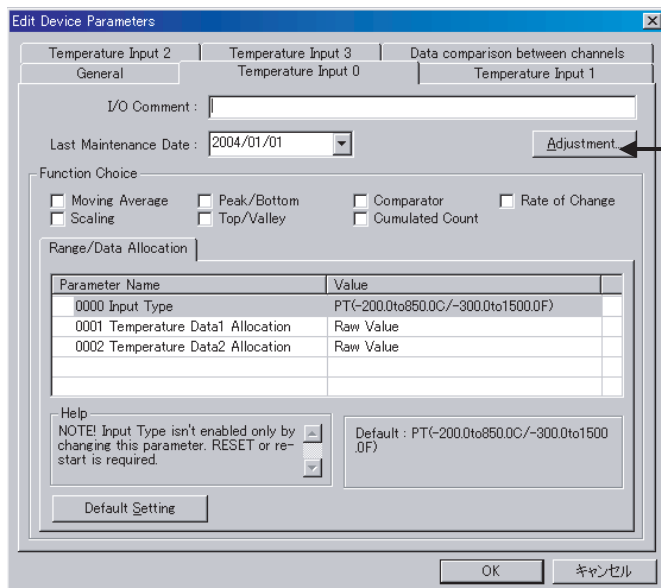 Edit Device Parameters
Temperature Input 2
Temperature Input 3
Data comparison between channels
General
Temperature Input 0
Temperature Input 1
I/O Comment :
Last Maintenance Date :
2004/01/01
Adjustment...
Function Choice
Moving Average
Peak/Bottom
Comparator
Rate of Change
Scaling
Top/Valley
Cumulated Count
Range/Data Allocation
Parameter Name
Value
0000 Input Type
PT(-200.0to850.0C/-300.0to1500.0F)
0001 Temperature Data1 Allocation
Raw Value
0002 Temperature Data2 Allocation
Raw Value
Help
NOTE! Input Type isn't enabled only by
changing this parameter. RESET or re-
start is required.
Default : PT(-200.0to850.0C/-300.0to1500
.0F)
Default Setting
OK
キャンセル